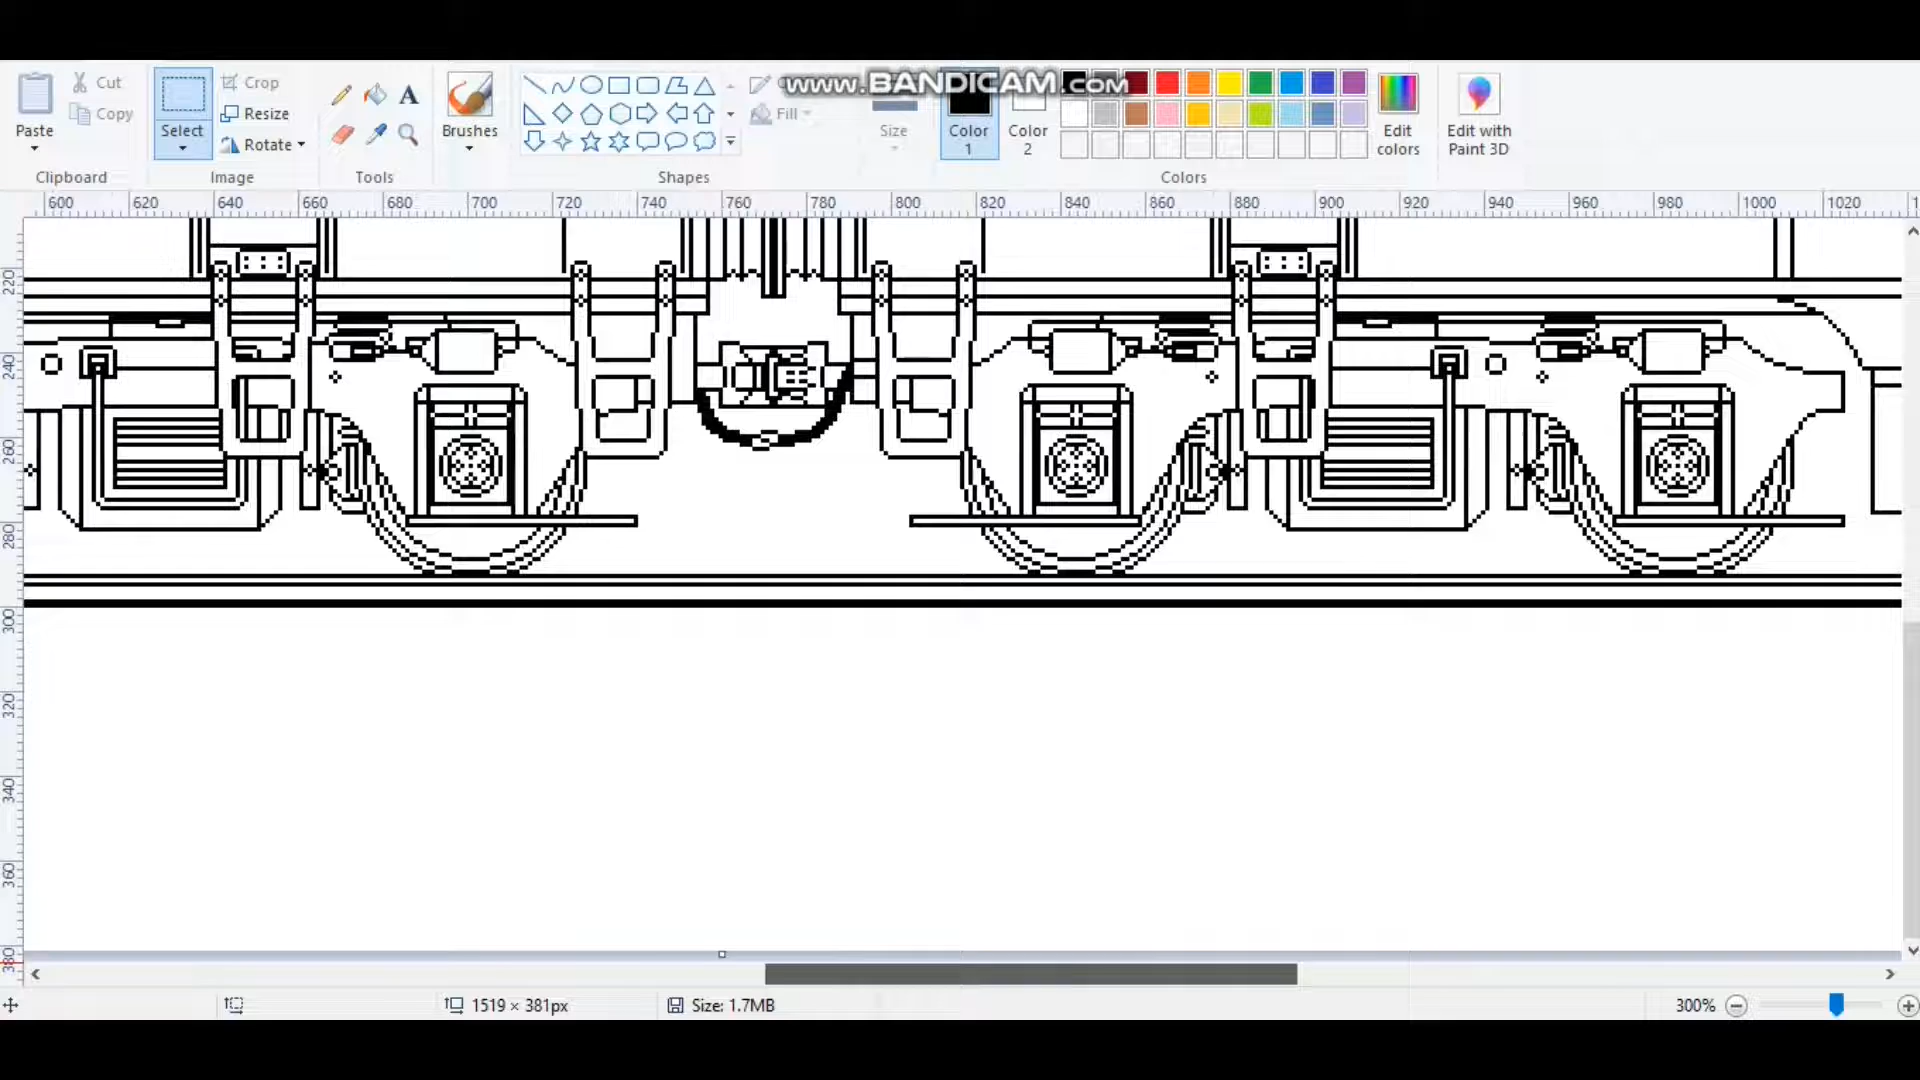 www.BANDICAM.com
Cut
Copy
Paste
Clipboard
Select
Crop
Resize
Rotate
Image
A
Tools
Brushes
Shapes
Fill
Size
Color 1
Color 2
Colors
Edit colors
Edit with Paint 3D
600 620 640 660 680 700 720 740 760 780 800 820 840 860 880 900 920 940 960 980 1000 1020
220
240
260
280
300
320
340
360
380
1519 × 381px
Size: 1.7MB
300%